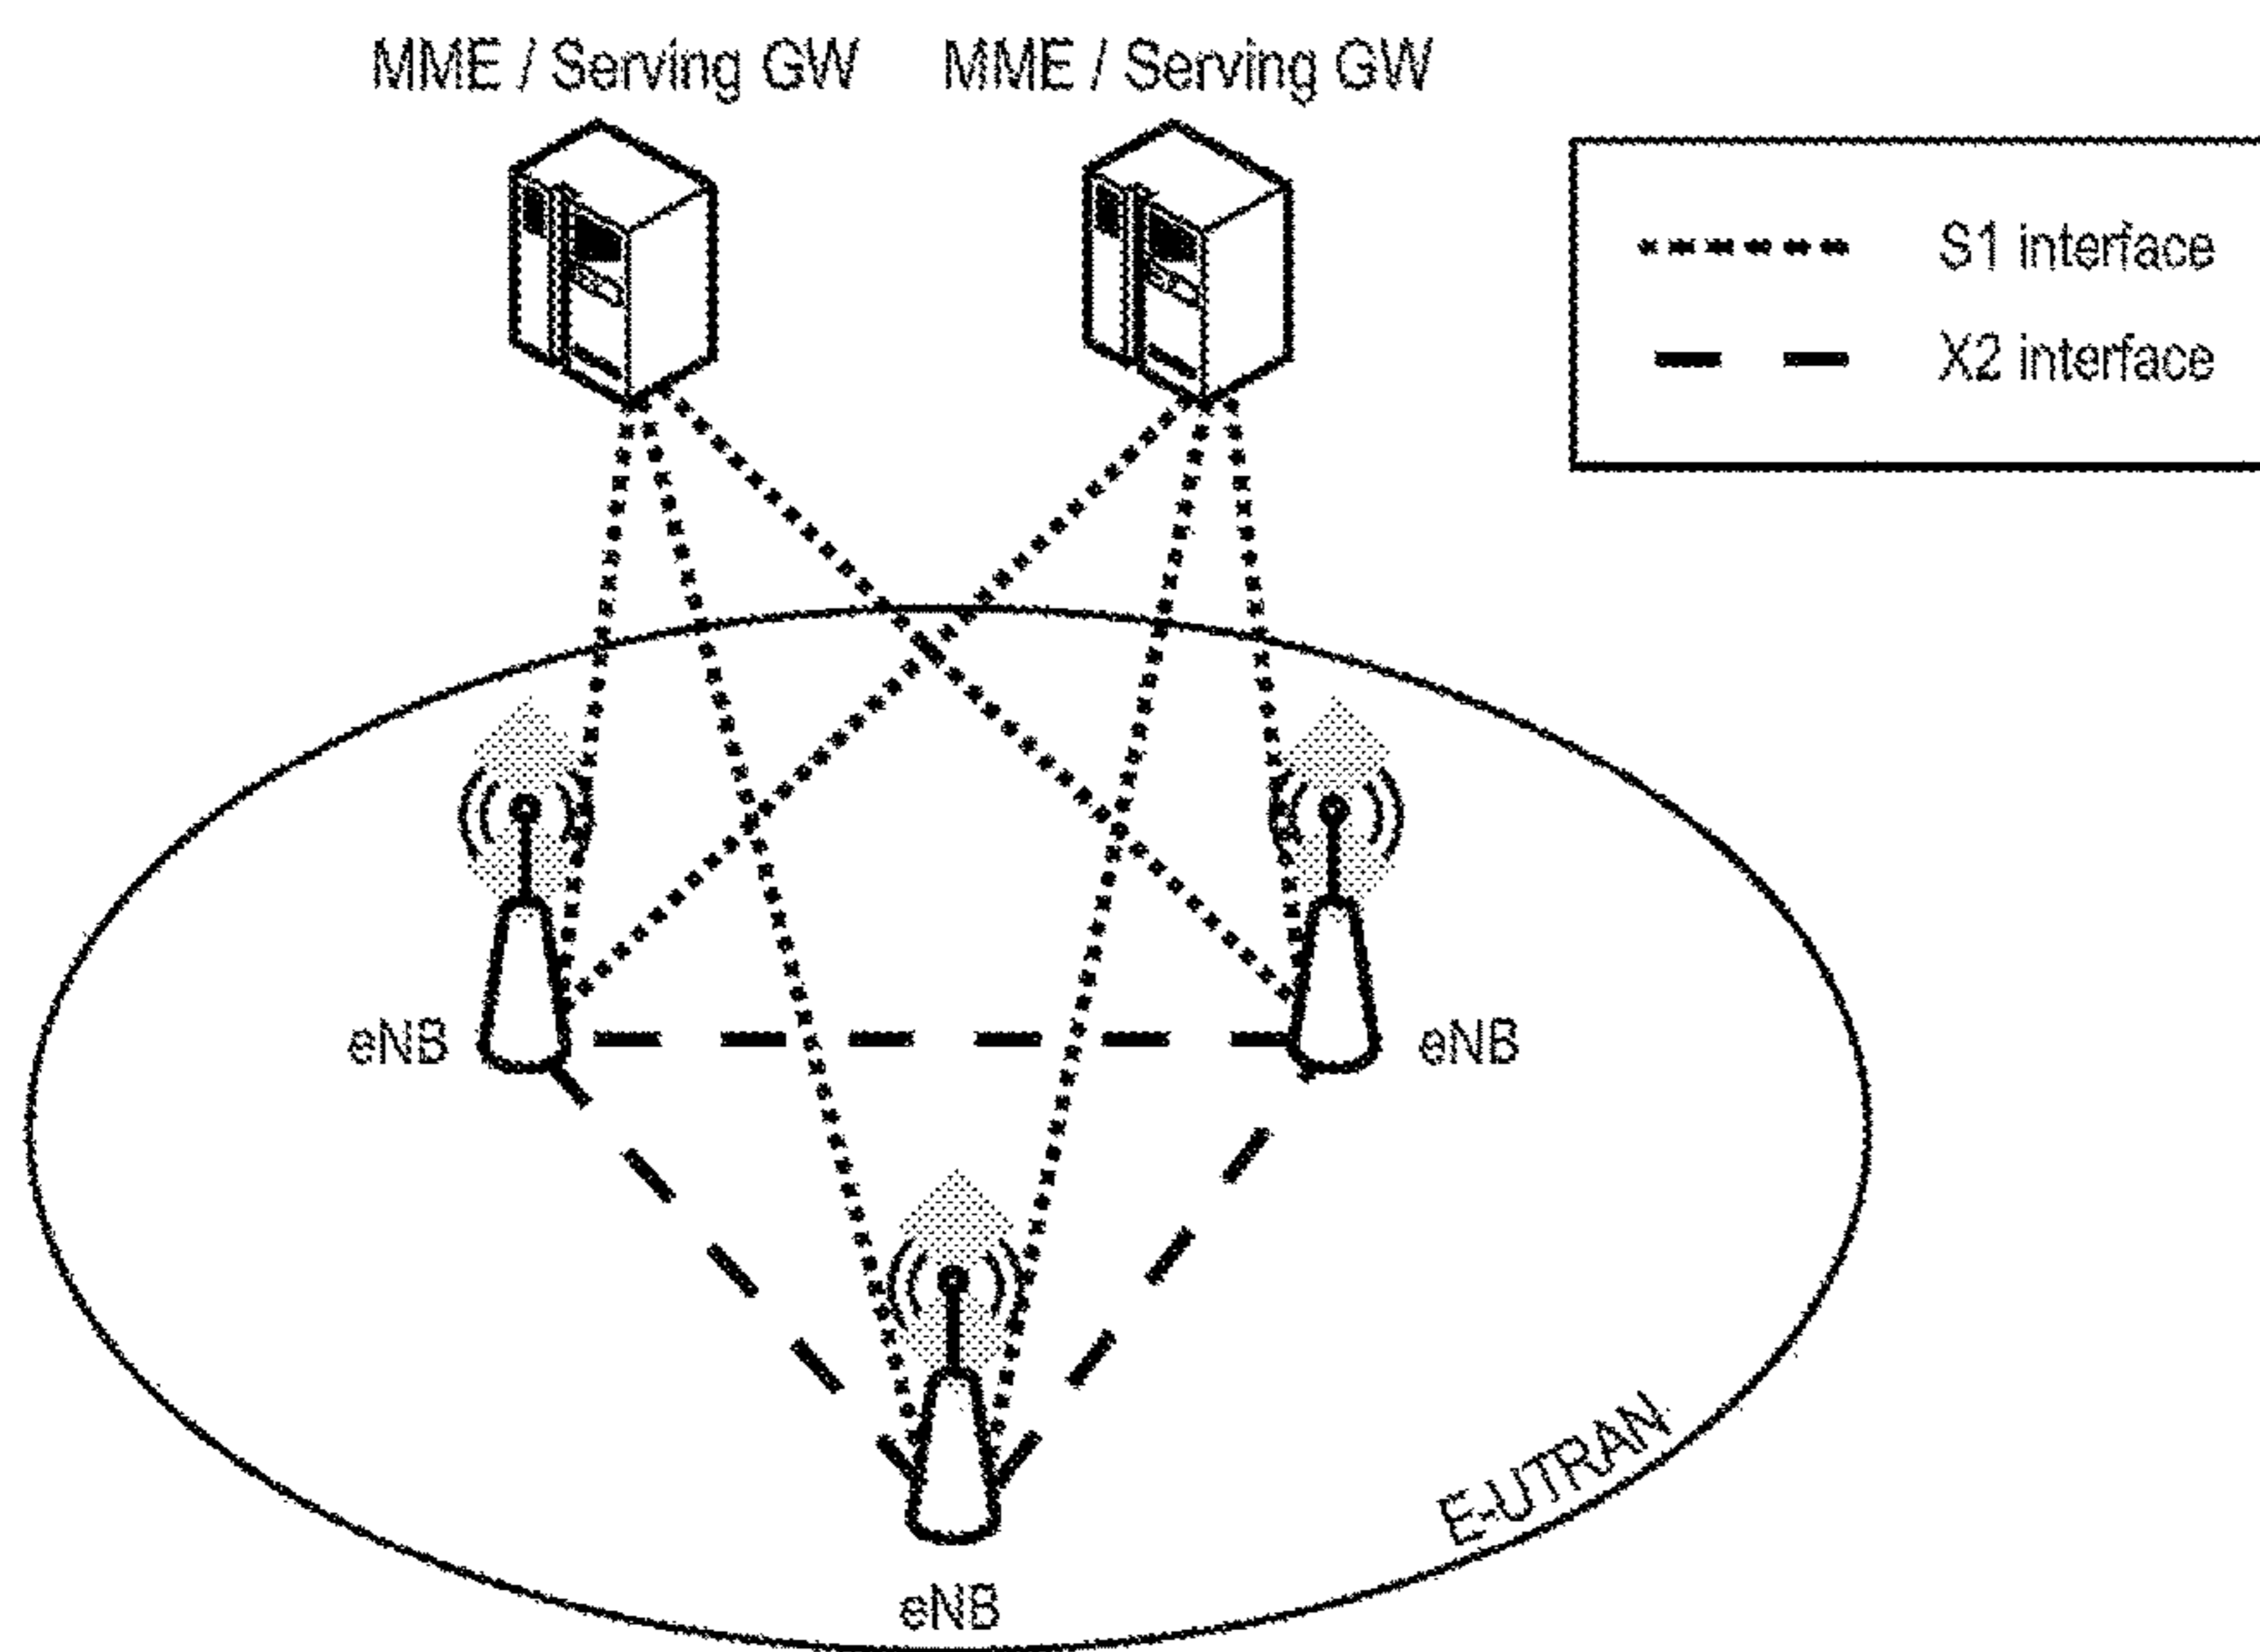 MME / Serving GW
MME / Serving GW
S1 interface
X2 interface
eNB
eNB
E-UTRAN
eNB